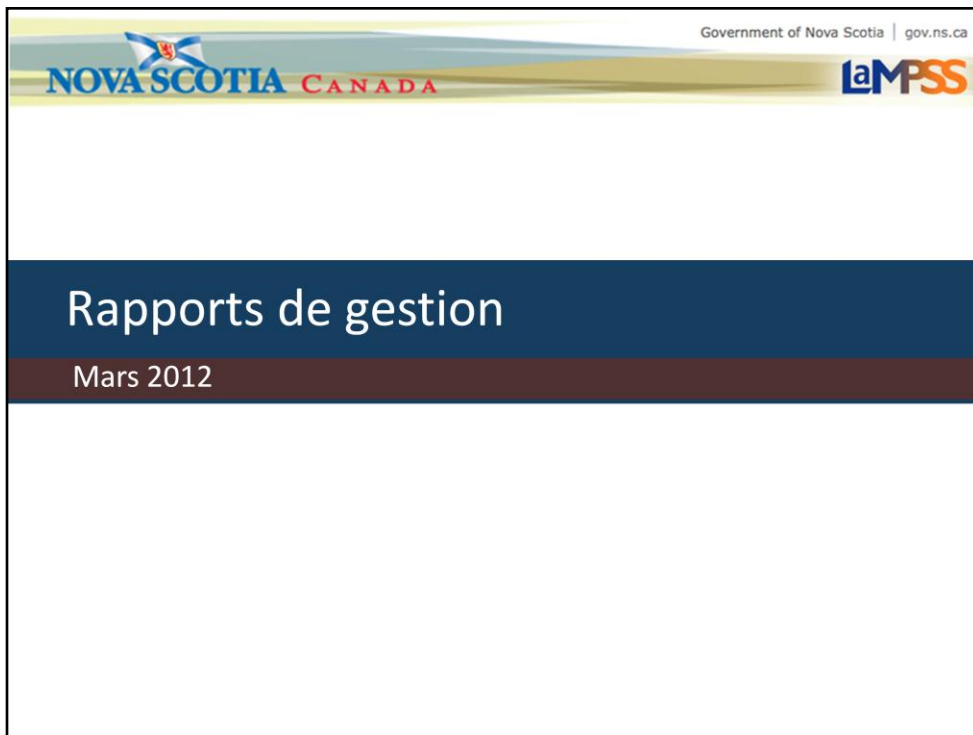 Government of Nova Scotia | gov.ns.ca
NOVA SCOTIA CANADA
LaMPSS
Rapports de gestion
Mars 2012